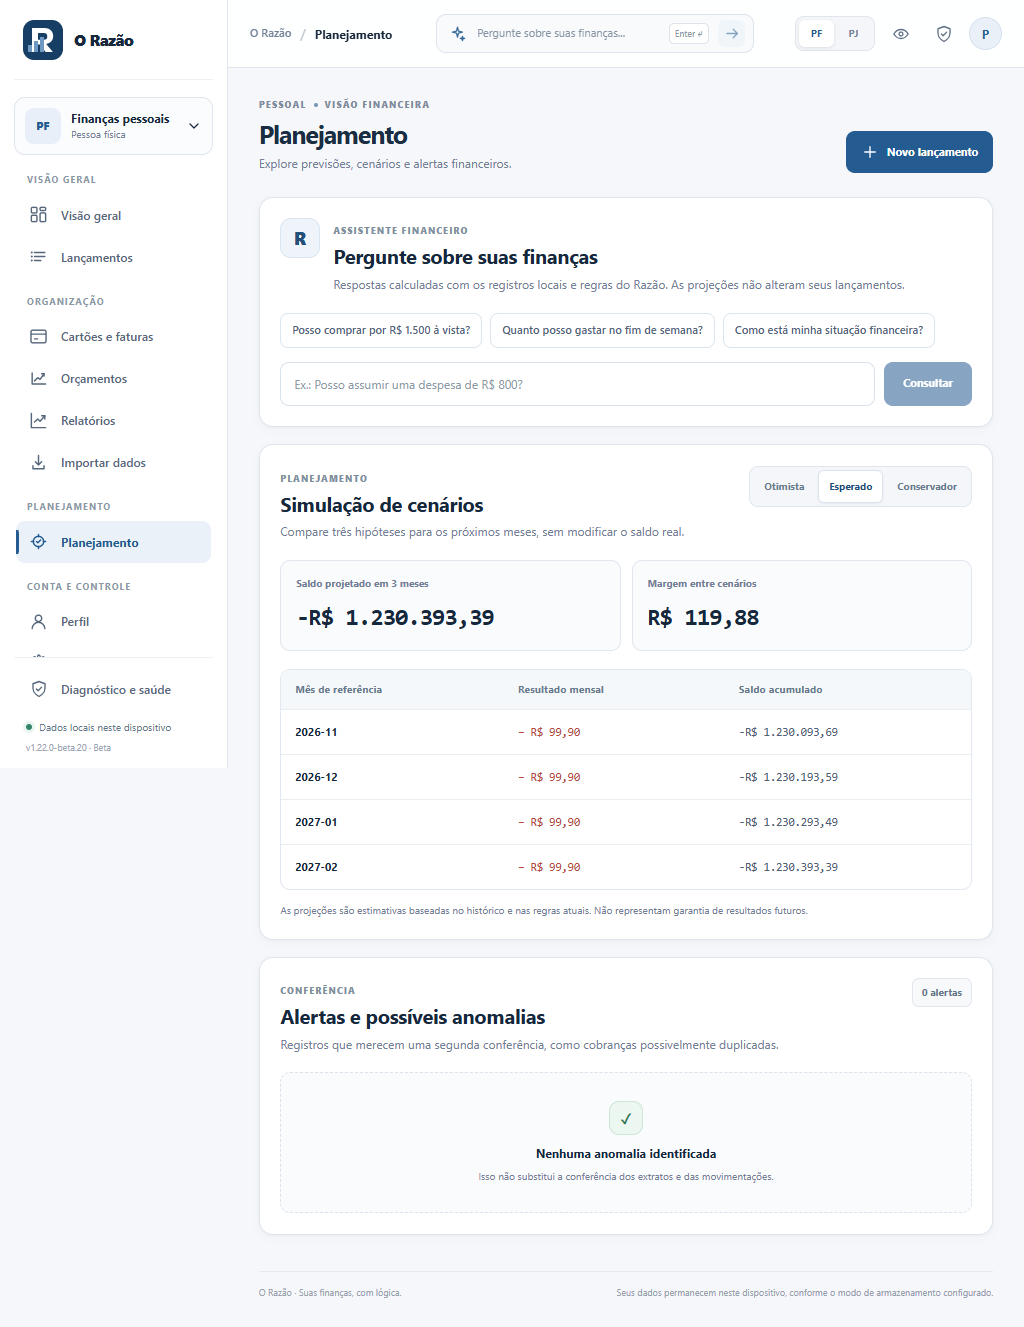 O Razão
PF
Finanças pessoais
Pessoa física
VISÃO GERAL
Visão geral
Lançamentos
ORGANIZAÇÃO
Cartões e faturas
Orçamentos
Relatórios
Importar dados
PLANEJAMENTO
Planejamento
CONTA E CONTROLE
Perfil
Diagnóstico e saúde
Dados locais neste dispositivo
v1.22.0-beta.20 · Beta
O Razão / Planejamento
Pergunte sobre suas finanças...
Enter ↲
PF PJ
P
PESSOAL • VISÃO FINANCEIRA
Planejamento
Explore previsões, cenários e alertas financeiros.
Novo lançamento
R
ASSISTENTE FINANCEIRO
Pergunte sobre suas finanças
Respostas calculadas com os registros locais e regras do Razão. As projeções não alteram seus lançamentos.
Posso comprar por R$ 1.500 à vista? Quanto posso gastar no fim de semana? Como está minha situação financeira?
Ex.: Posso assumir uma despesa de R$ 800?
Consultar
PLANEJAMENTO
Simulação de cenários
Compare três hipóteses para os próximos meses, sem modificar o saldo real.
Otimista Esperado Conservador
Saldo projetado em 3 meses
-R$ 1.230.393,39
Margem entre cenários
R$ 119,88
Mês de referência Resultado mensal Saldo acumulado
2026-11 − R$ 99,90 -R$ 1.230.093,69
2026-12 − R$ 99,90 -R$ 1.230.193,59
2027-01 − R$ 99,90 -R$ 1.230.293,49
2027-02 − R$ 99,90 -R$ 1.230.393,39
As projeções são estimativas baseadas no histórico e nas regras atuais. Não representam garantia de resultados futuros.
CONFERÊNCIA
0 alertas
Alertas e possíveis anomalias
Registros que merecem uma segunda conferência, como cobranças possivelmente duplicadas.
✓
Nenhuma anomalia identificada
Isso não substitui a conferência dos extratos e das movimentações.
O Razão · Suas finanças, com lógica.
Seus dados permanecem neste dispositivo, conforme o modo de armazenamento configurado.